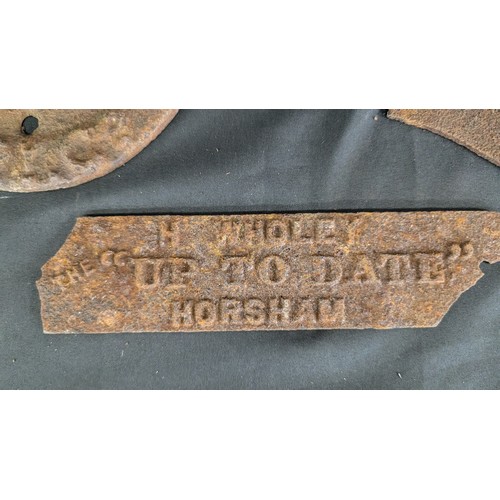 H WHOLEY
THE "UP TO DATE"
HORSHAM